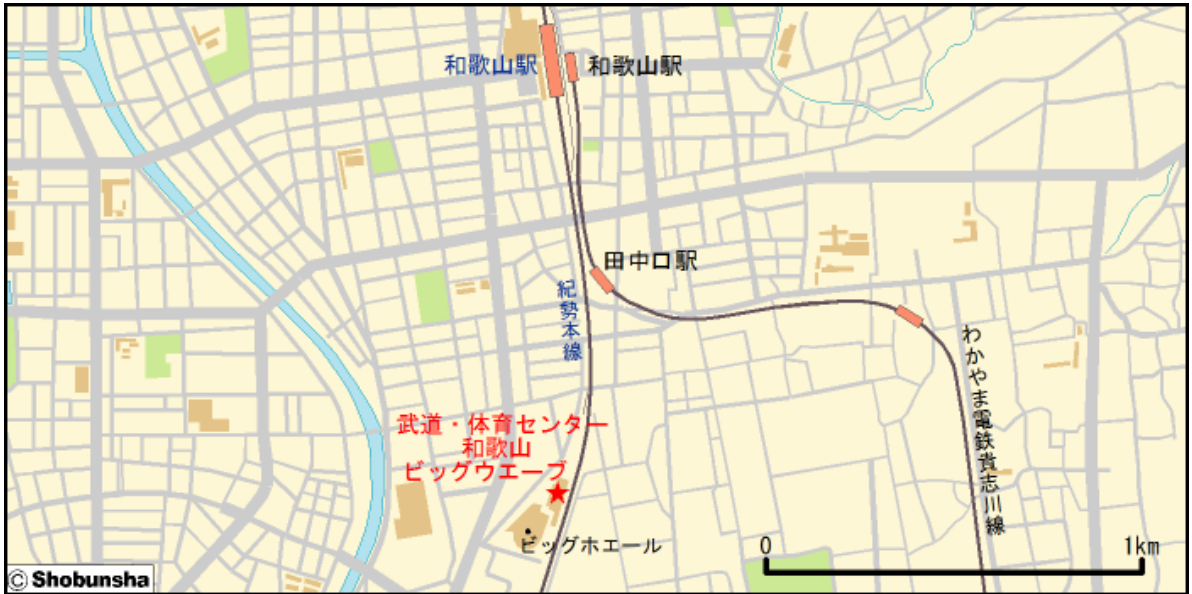 和歌山駅
和歌山駅
田中口駅
紀勢本線
わかやま電鉄貴志川線
武道・体育センター
和歌山
ビッグウエーブ
ビッグホエール
0
1km
© Shobunsha